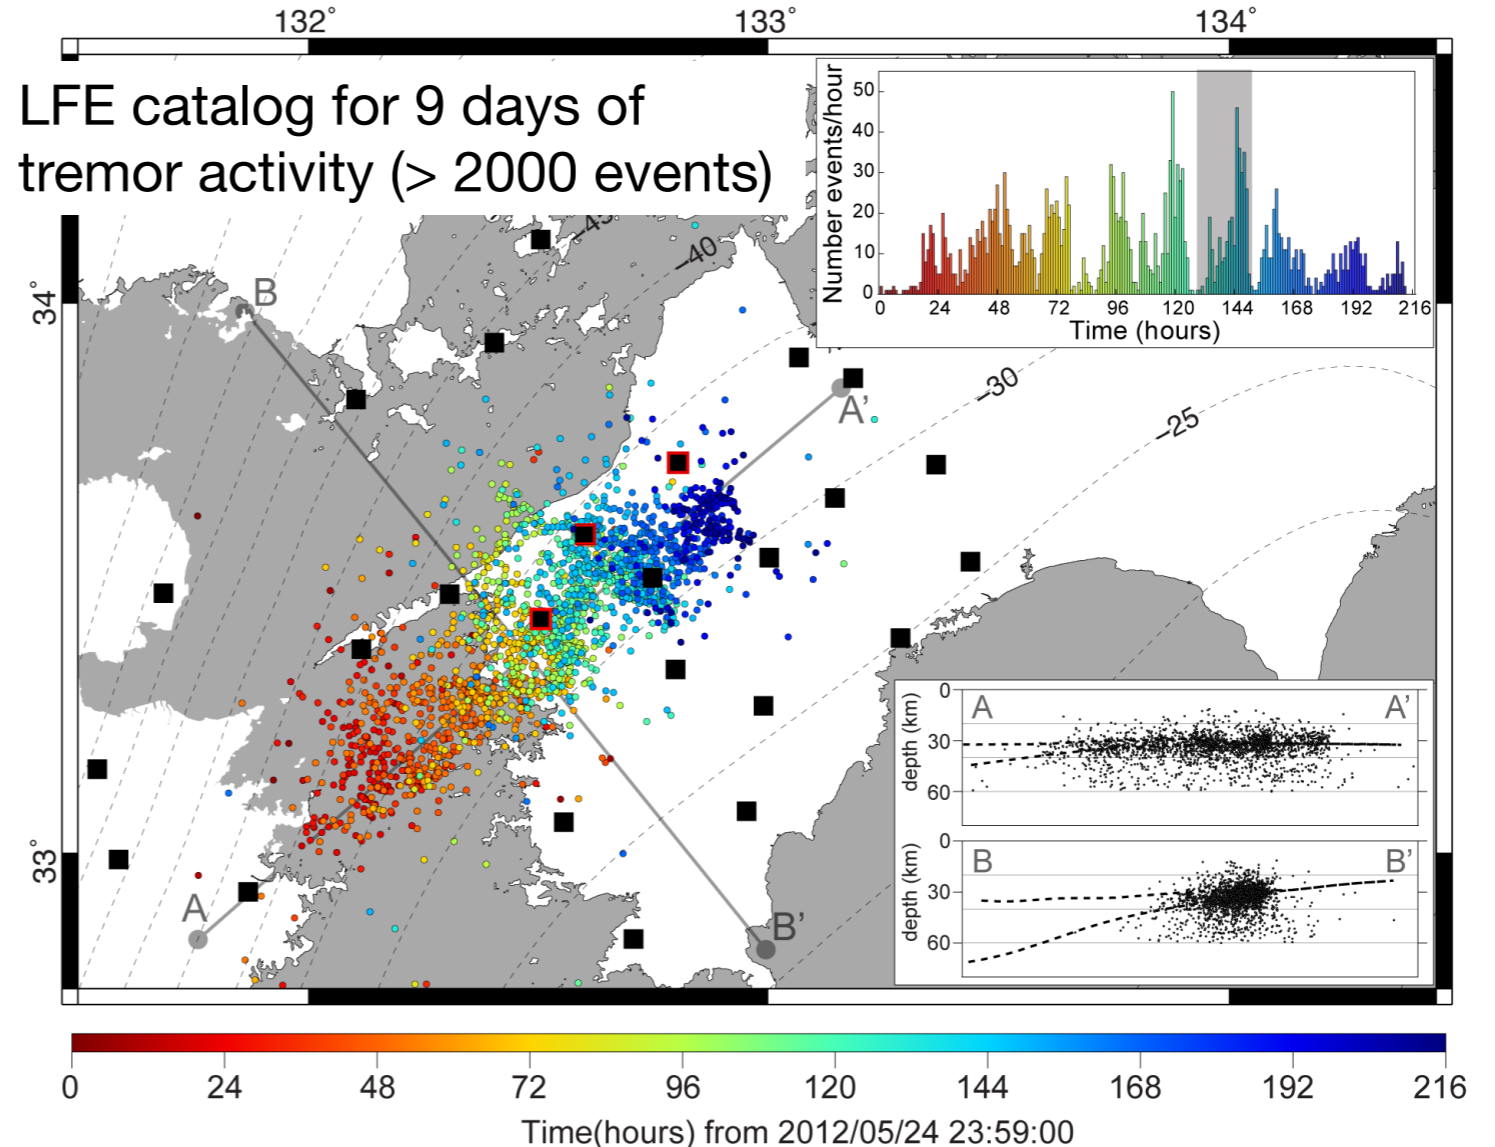 132° 133° 134°
LFE catalog for 9 days of
tremor activity (> 2000 events)
Number events/hour
50
40
30
20
10
0
0 24 48 72 96 120 144 168 192 216
Time (hours)
34°
33°
B
−45
−40
−30
−25
A'
A
B'
A A'
depth (km)
0
30
60
B B'
depth (km)
0
30
60
0 24 48 72 96 120 144 168 192 216
Time(hours) from 2012/05/24 23:59:00